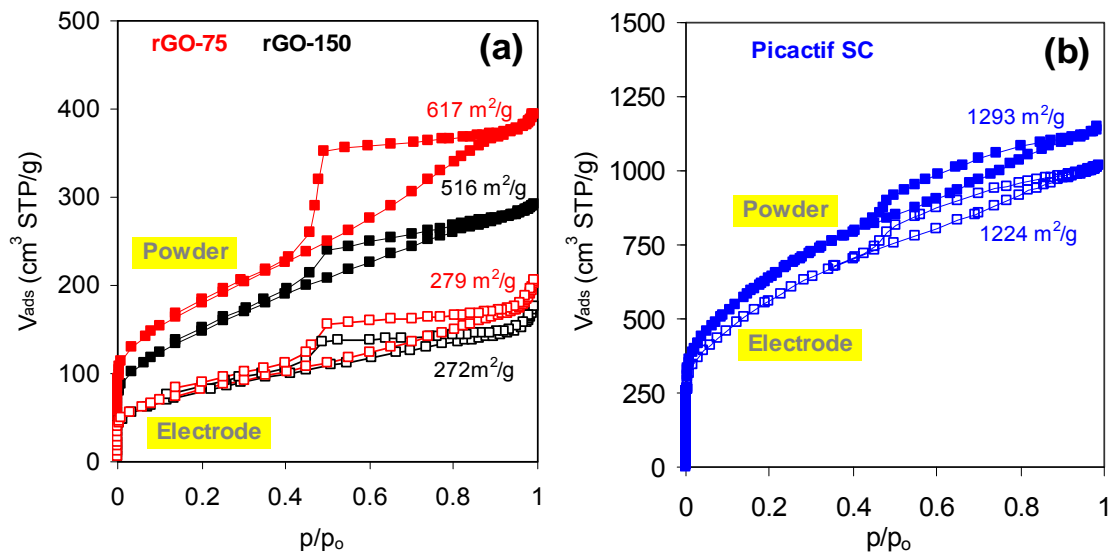 rGO-75 rGO-150 (a)
500
400
300
200
100
0
Vads (cm³ STP/g)
617 m²/g
516 m²/g
Powder
279 m²/g
272m²/g
Electrode
0 0.2 0.4 0.6 0.8 1
p/po
Picactif SC (b)
1500
1250
1000
750
500
250
0
Vads (cm³ STP/g)
1293 m²/g
Powder
1224 m²/g
Electrode
0 0.2 0.4 0.6 0.8 1
p/po